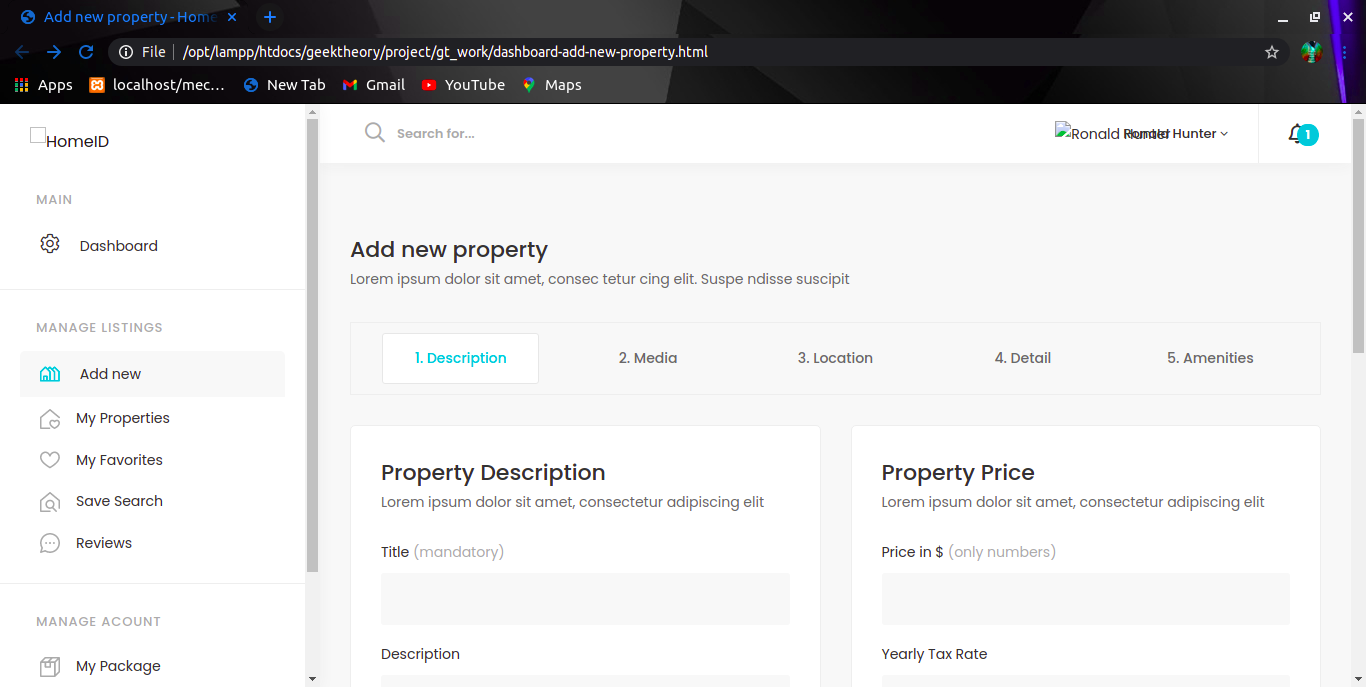 Add new property - Home
File /opt/lampp/htdocs/geektheory/project/gt_work/dashboard-add-new-property.html
Apps localhost/mec... New Tab Gmail YouTube Maps
HomeID
Search for...
Ronald Hunter Ronald Hunter
1
MAIN
Dashboard
MANAGE LISTINGS
Add new
My Properties
My Favorites
Save Search
Reviews
MANAGE ACOUNT
My Package
Add new property
Lorem ipsum dolor sit amet, consec tetur cing elit. Suspe ndisse suscipit
1. Description 2. Media 3. Location 4. Detail 5. Amenities
Property Description
Lorem ipsum dolor sit amet, consectetur adipiscing elit
Title (mandatory)
Description
Property Price
Lorem ipsum dolor sit amet, consectetur adipiscing elit
Price in $ (only numbers)
Yearly Tax Rate